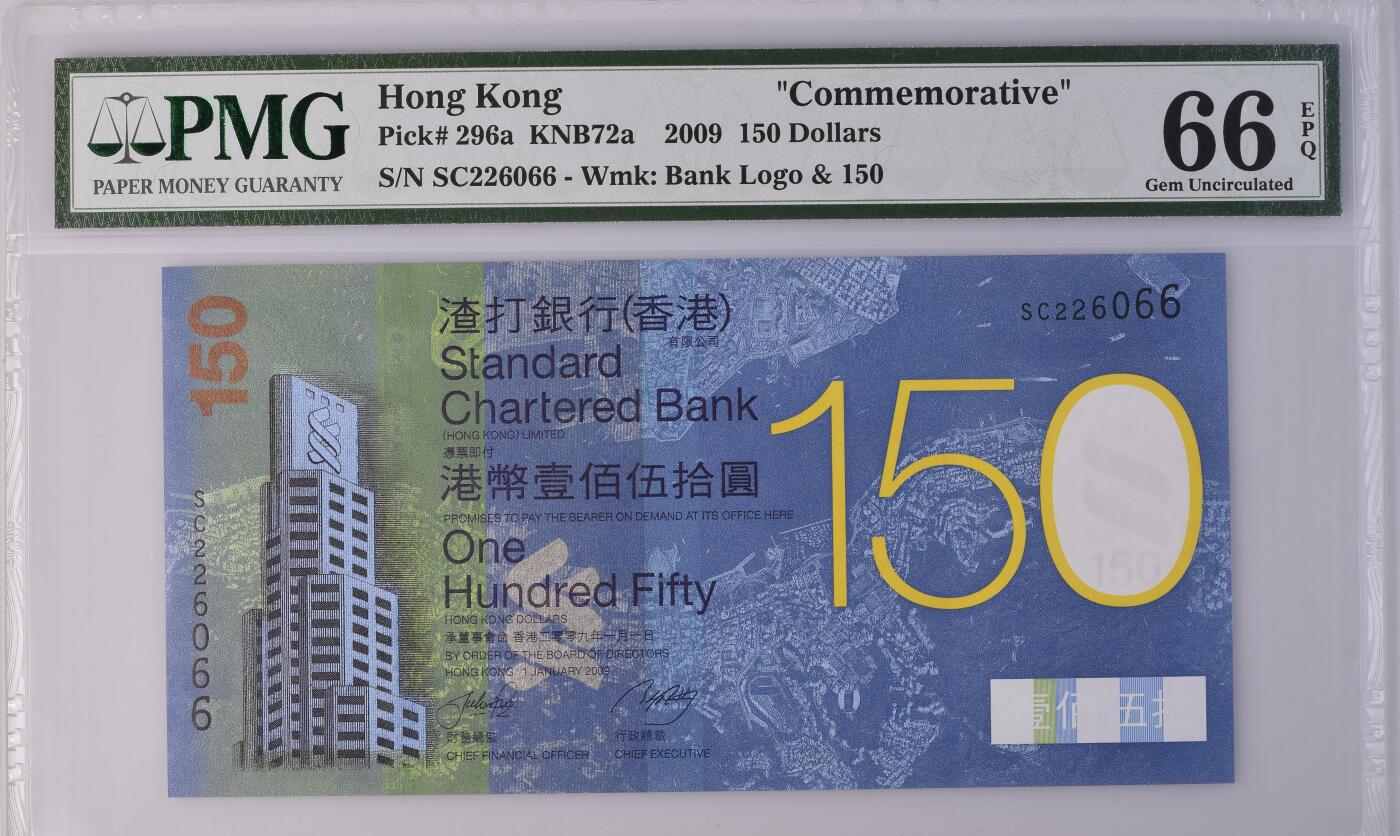 PMG
PAPER MONEY GUARANTY
Hong Kong "Commemorative"
Pick# 296a KNB72a 2009 150 Dollars
S/N SC226066 - Wmk: Bank Logo & 150
66
EPQ
Gem Uncirculated
150
SC226066
渣打銀行(香港)
有限公司
Standard
Chartered Bank
(HONG KONG) LIMITED
憑票即付
港幣壹佰伍拾圓
PROMISES TO PAY THE BEARER ON DEMAND AT ITS OFFICE HERE
One
Hundred Fifty
HONG KONG DOLLARS
承董事會命 香港二零零九年一月一日
BY ORDER OF THE BOARD OF DIRECTORS
HONG KONG 1 JANUARY 2009
財務總監
行政總裁
CHIEF FINANCIAL OFFICER
CHIEF EXECUTIVE
SC226066
150
150
壹佰伍拾